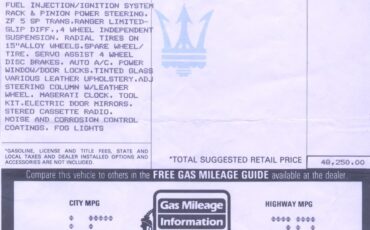 FUEL INJECTION/IGNITION SYSTEM
RACK & PINION POWER STEERING.
ZF 5 SP TRANS.RANGER LIMITED-
SLIP DIFF.,4 WHEEL INDEPENDENT
SUSPENSION. RADIAL TIRES ON
15"ALLOY WHEELS.SPARE WHEEL/
TIRE. SERVO ASSIST 4 WHEEL
DISC BRAKES. AUTO A/C. POWER
WINDOW/DOOR LOCKS.TINTED GLASS
VARIOUS LEATHER UPHOLSTERY.ADJ
STEERING COLUMN W/LEATHER
WHEEL. MASERATI CLOCK. TOOL
KIT.ELECTRIC DOOR MIRRORS.
STEREO CASSETTE RADIO.
NOISE AND CORROSION CONTROL
COATINGS. FOG LIGHTS
*GASOLINE, LICENSE AND TITLE FEES, STATE AND
LOCAL TAXES AND DEALER INSTALLED OPTIONS AND
ACCESSORIES ARE NOT INCLUDED.
*TOTAL SUGGESTED RETAIL PRICE 48,250.00
Compare this vehicle to others in the FREE GAS MILEAGE GUIDE available at the dealer.
CITY MPG
Gas Mileage
Information
HIGHWAY MPG